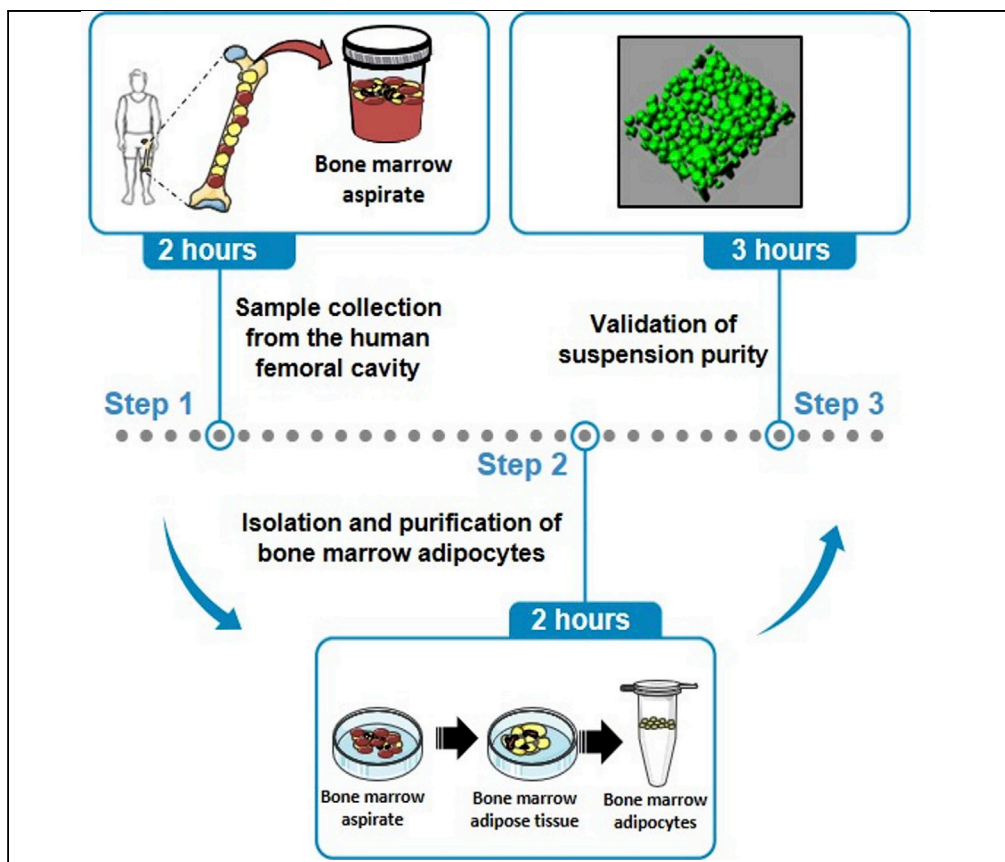 Bone marrow
aspirate
2 hours
3 hours
Sample collection
from the human
femoral cavity
Validation of
suspension purity
Step 1
Step 3
Step 2
Isolation and purification of
bone marrow adipocytes
2 hours
Bone marrow
aspirate
Bone marrow
adipose tissue
Bone marrow
adipocytes